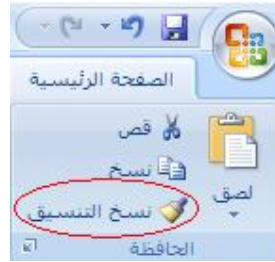 الصفحة الرئيسية
قص
نسخ
لصق
نسخ التنسيق
الحافظة